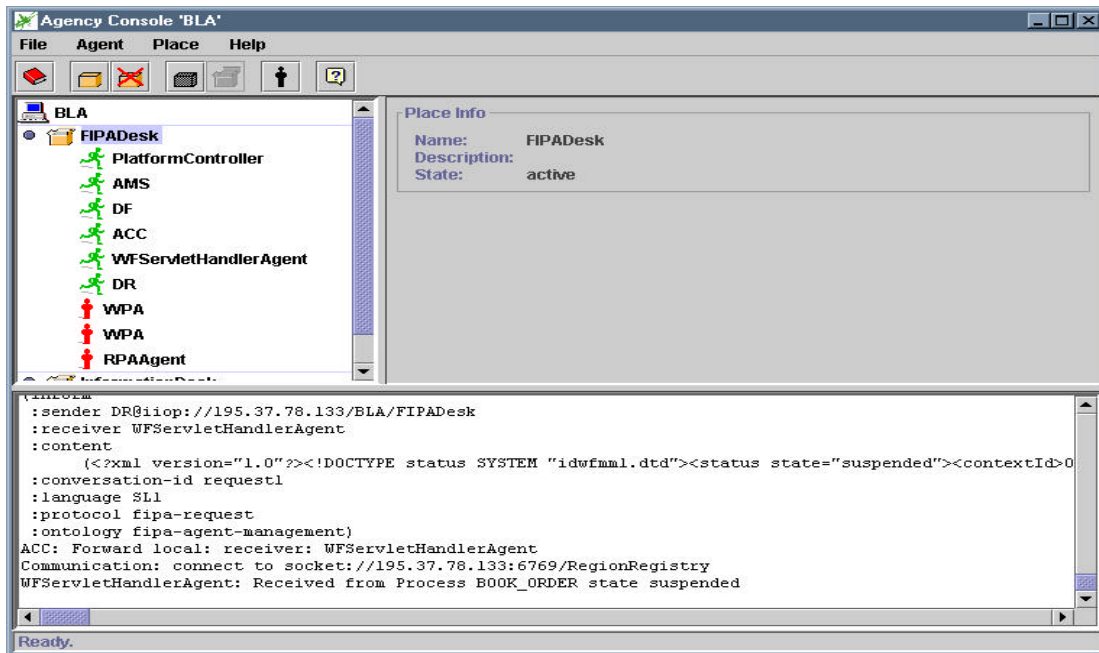 Agency Console 'BLA'
File Agent Place Help
BLA
FIPADesk
PlatformController
AMS
DF
ACC
WFServletHandlerAgent
DR
WPA
WPA
RPAAgent
InformationDesk
Place Info
Name: FIPADesk
Description:
State: active
(inform
:sender DR@iiop://195.37.78.133/BLA/FIPADesk
:receiver WFServletHandlerAgent
:content
(<?xml version="1.0"?><!DOCTYPE status SYSTEM "idwfmml.dtd"><status state="suspended"><contextId>0
:conversation-id request1
:language SL1
:protocol fipa-request
:ontology fipa-agent-management)
ACC: Forward local: receiver: WFServletHandlerAgent
Communication: connect to socket://195.37.78.133:6769/RegionRegistry
WFServletHandlerAgent: Received from Process BOOK_ORDER state suspended
Ready.